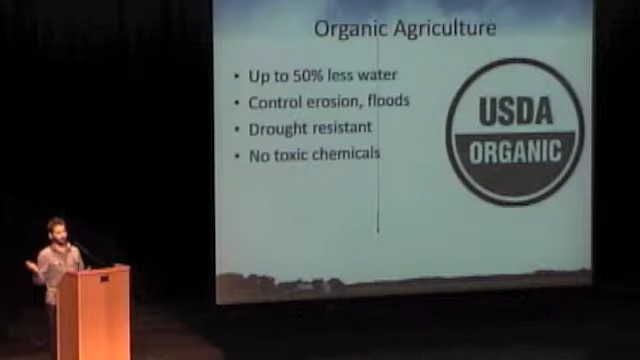 Organic Agriculture
• Up to 50% less water
• Control erosion, floods
• Drought resistant
• No toxic chemicals
USDA
ORGANIC